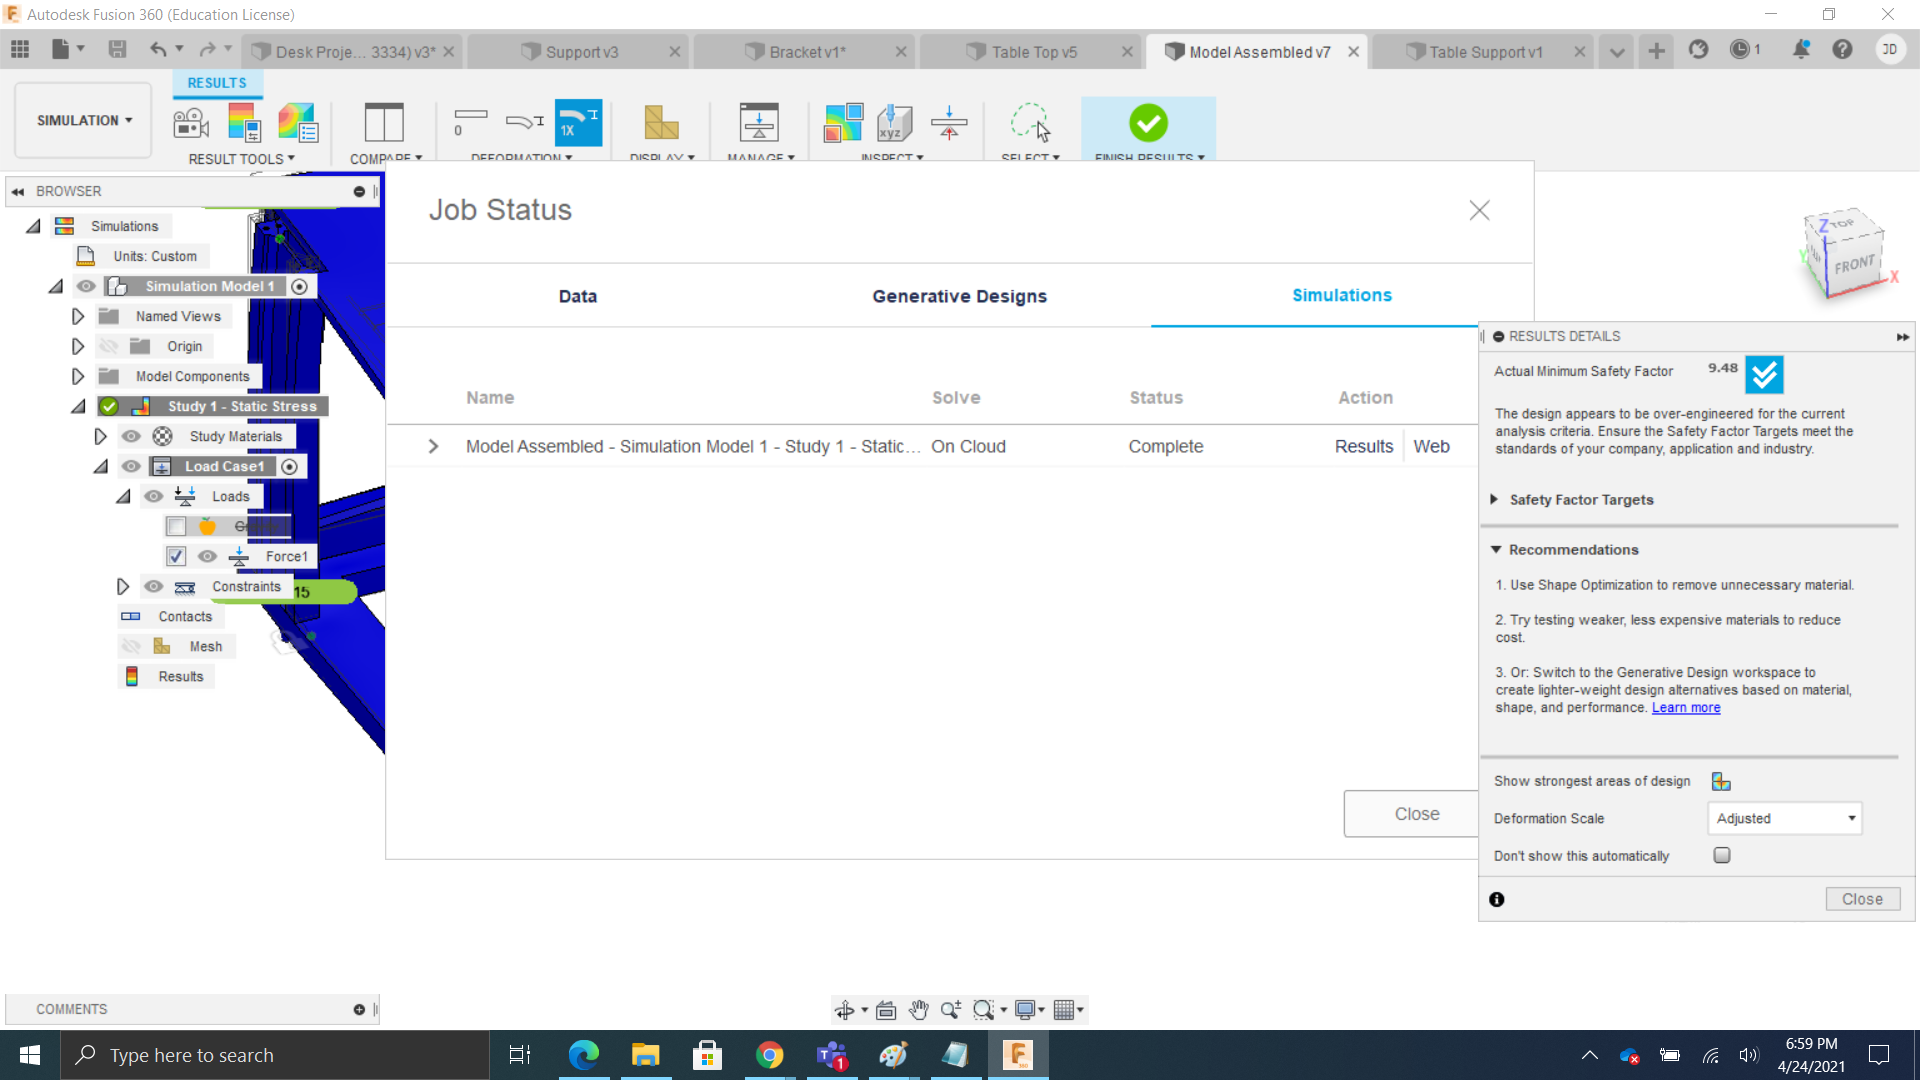 Autodesk Fusion 360 (Education License)
Desk Proje... 3334) v3*
Support v3
Bracket v1*
Table Top v5
Model Assembled v7
Table Support v1
1
JD
SIMULATION
RESULTS
0
1X
xyz
RESULT TOOLS
COMPARE
DEFORMATION
DISPLAY
MANAGE
INSPECT
SELECT
FINISH RESULTS
BROWSER
Simulations
Units: Custom
Simulation Model 1
Named Views
Origin
Model Components
Study 1 - Static Stress
Study Materials
Load Case1
Loads
Force1
Constraints
15
Contacts
Mesh
Results
Job Status
Data
Generative Designs
Simulations
Name
Solve
Status
Action
Model Assembled - Simulation Model 1 - Study 1 - Static...
On Cloud
Complete
Results
Web
Close
Z
TOP
FRONT
X
Y
RESULTS DETAILS
Actual Minimum Safety Factor
9.48
The design appears to be over-engineered for the current
analysis criteria. Ensure the Safety Factor Targets meet the
standards of your company, application and industry.
Safety Factor Targets
Recommendations
1. Use Shape Optimization to remove unnecessary material.
2. Try testing weaker, less expensive materials to reduce
cost.
3. Or: Switch to the Generative Design workspace to
create lighter-weight design alternatives based on material,
shape, and performance. Learn more
Show strongest areas of design
Deformation Scale
Adjusted
Don't show this automatically
Close
COMMENTS
Type here to search
1
6:59 PM
4/24/2021